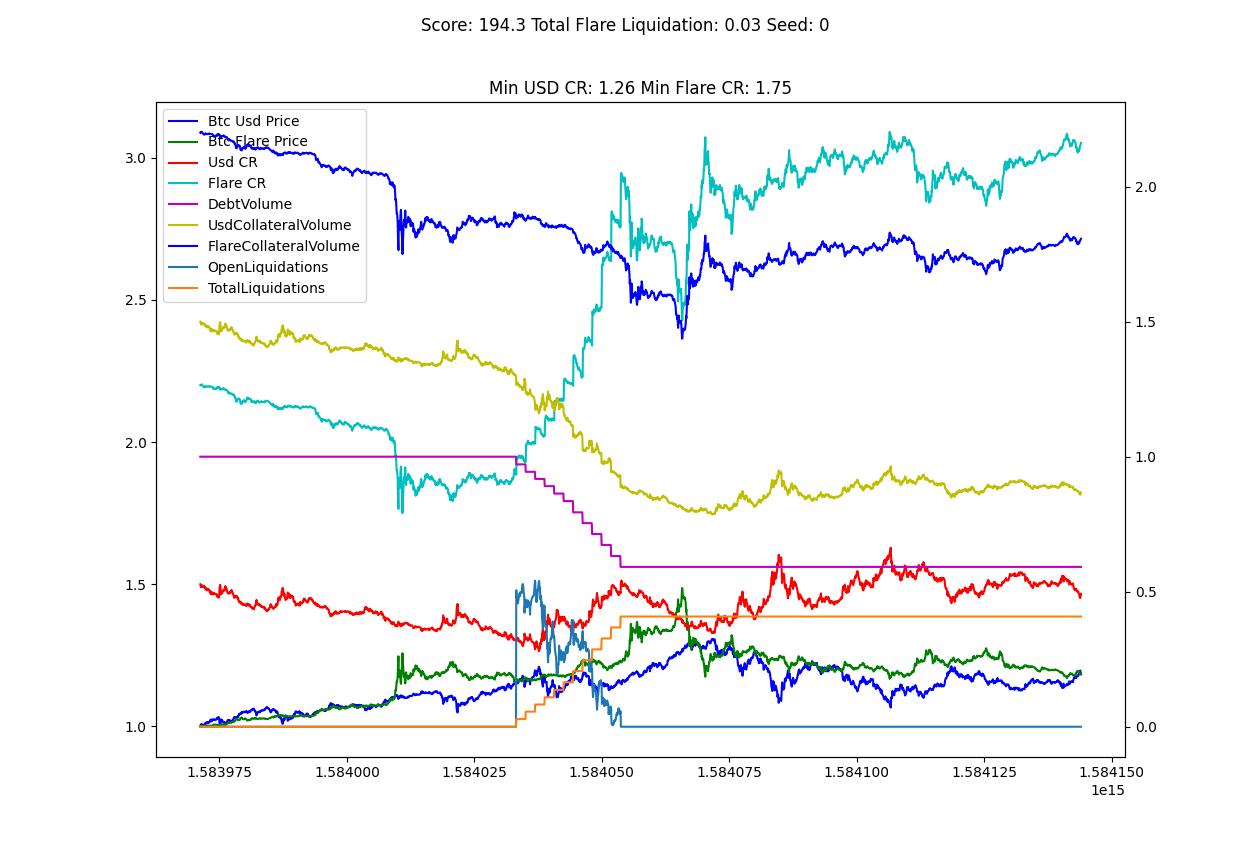 Score: 194.3 Total Flare Liquidation: 0.03 Seed: 0
Min USD CR: 1.26 Min Flare CR: 1.75
Btc Usd Price
Btc Flare Price
Usd CR
Flare CR
DebtVolume
UsdCollateralVolume
FlareCollateralVolume
OpenLiquidations
TotalLiquidations
3.0
2.5
2.0
1.5
1.0
2.0
1.5
1.0
0.5
0.0
1.583975
1.584000
1.584025
1.584050
1.584075
1.584100
1.584125
1.584150
1e15